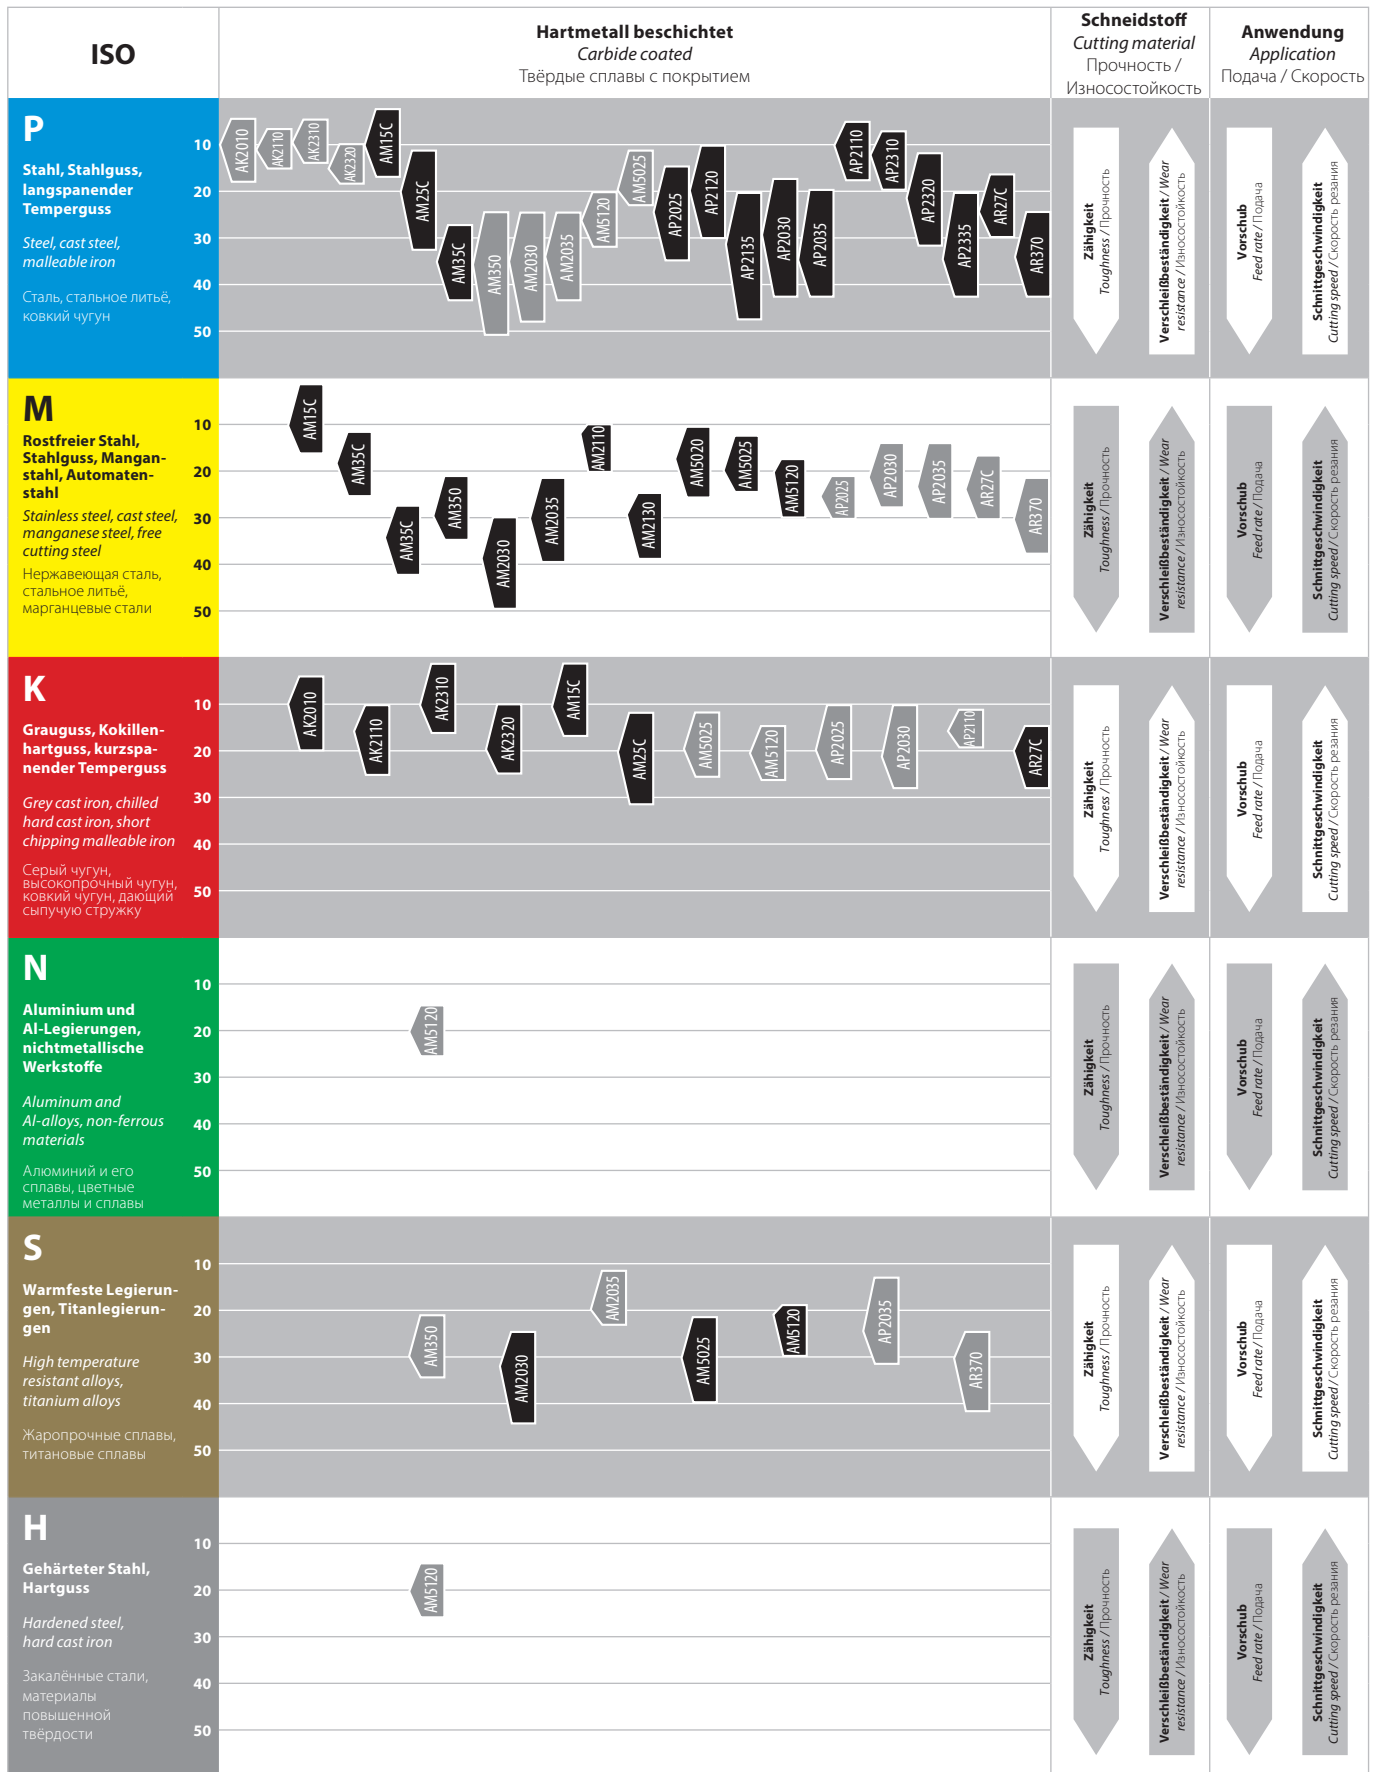 ISO
Hartmetall beschichtet
Carbide coated
Твёрдые сплавы с покрытием
Schneidstoff
Cutting material
Прочность /
Износостойкость
Anwendung
Application
Подача / Скорость
P
Stahl, Stahlguss,
langspanender
Temperguss
Steel, cast steel,
malleable iron
Сталь, стальное литьё,
ковкий чугун
10
20
30
40
50
AK2010
AK2110
AK2310
AK2320
AM15C
AM25C
AM35C
AM350
AM2030
AM2035
AM5120
AM5025
AP2025
AP2120
AP2135
AP2030
AP2035
AP2110
AP2310
AP2320
AP2335
AR27C
AR370
Zähigkeit
Toughness / Прочность
Verschleißbeständigkeit / Wear
resistance / Износостойкость
Vorschub
Feed rate / Подача
Schnittgeschwindigkeit
Cutting speed / Скорость резания
M
Rostfreier Stahl,
Stahlguss, Mangan-
stahl, Automaten-
stahl
Stainless steel, cast steel,
manganese steel, free
cutting steel
Нержавеющая сталь,
стальное литьё,
марганцевые стали
10
20
30
40
50
AM15C
AM35C
AM35C
AM350
AM2030
AM2035
AM2110
AM2130
AM5020
AM5025
AM5120
AP2025
AP2030
AP2035
AR27C
AR370
Zähigkeit
Toughness / Прочность
Verschleißbeständigkeit / Wear
resistance / Износостойкость
Vorschub
Feed rate / Подача
Schnittgeschwindigkeit
Cutting speed / Скорость резания
K
Grauguss, Kokillen-
hartguss, kurzspa-
nender Temperguss
Grey cast iron, chilled
hard cast iron, short
chipping malleable iron
Серый чугун,
высокопрочный чугун,
ковкий чугун, дающий
сыпучую стружку
10
20
30
40
50
AK2010
AK2110
AK2310
AK2320
AM15C
AM25C
AM5025
AM5120
AP2025
AP2030
AP2110
AR27C
Zähigkeit
Toughness / Прочность
Verschleißbeständigkeit / Wear
resistance / Износостойкость
Vorschub
Feed rate / Подача
Schnittgeschwindigkeit
Cutting speed / Скорость резания
N
Aluminium und
Al-Legierungen,
nichtmetallische
Werkstoffe
Aluminum and
Al-alloys, non-ferrous
materials
Алюминий и его
сплавы, цветные
металлы и сплавы
10
20
30
40
50
AM5120
Zähigkeit
Toughness / Прочность
Verschleißbeständigkeit / Wear
resistance / Износостойкость
Vorschub
Feed rate / Подача
Schnittgeschwindigkeit
Cutting speed / Скорость резания
S
Warmfeste Legierun-
gen, Titanlegierun-
gen
High temperature
resistant alloys,
titanium alloys
Жаропрочные сплавы,
титановые сплавы
10
20
30
40
50
AM350
AM2030
AM2035
AM5025
AM5120
AP2035
AR370
Zähigkeit
Toughness / Прочность
Verschleißbeständigkeit / Wear
resistance / Износостойкость
Vorschub
Feed rate / Подача
Schnittgeschwindigkeit
Cutting speed / Скорость резания
H
Gehärteter Stahl,
Hartguss
Hardened steel,
hard cast iron
Закалённые стали,
материалы
повышенной
твёрдости
10
20
30
40
50
AM5120
Zähigkeit
Toughness / Прочность
Verschleißbeständigkeit / Wear
resistance / Износостойкость
Vorschub
Feed rate / Подача
Schnittgeschwindigkeit
Cutting speed / Скорость резания